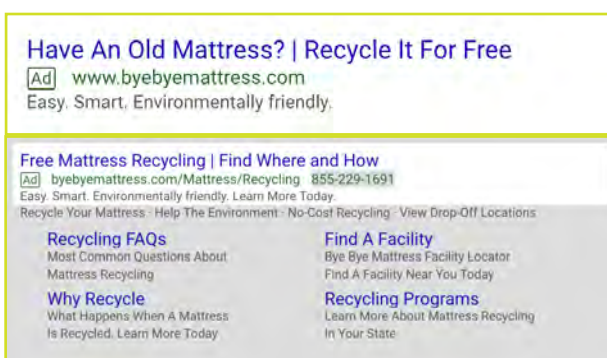 Have An Old Mattress? | Recycle It For Free
Ad www.byebyemattress.com
Easy. Smart. Environmentally friendly.
Free Mattress Recycling | Find Where and How
Ad byebyemattress.com/Mattress/Recycling 855-229-1691
Easy. Smart. Environmentally friendly. Learn More Today.
Recycle Your Mattress · Help The Environment · No-Cost Recycling · View Drop-Off Locations
Recycling FAQs
Most Common Questions About
Mattress Recycling
Find A Facility
Bye Bye Mattress Facility Locator
Find A Facility Near You Today
Why Recycle
What Happens When A Mattress
Is Recycled. Learn More Today
Recycling Programs
Learn More About Mattress Recycling
In Your State